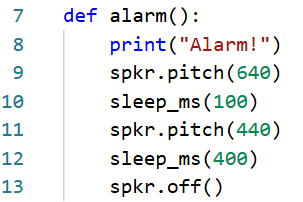 7 def alarm():
8     print("Alarm!")
9     spkr.pitch(640)
10     sleep_ms(100)
11     spkr.pitch(440)
12     sleep_ms(400)
13     spkr.off()